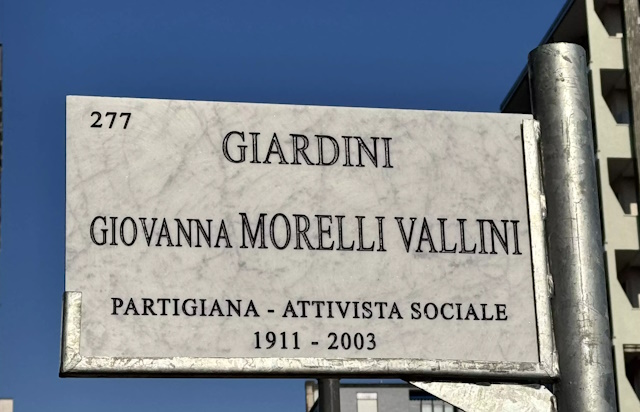 277
GIARDINI
GIOVANNA MORELLI VALLINI
PARTIGIANA - ATTIVISTA SOCIALE
1911 - 2003